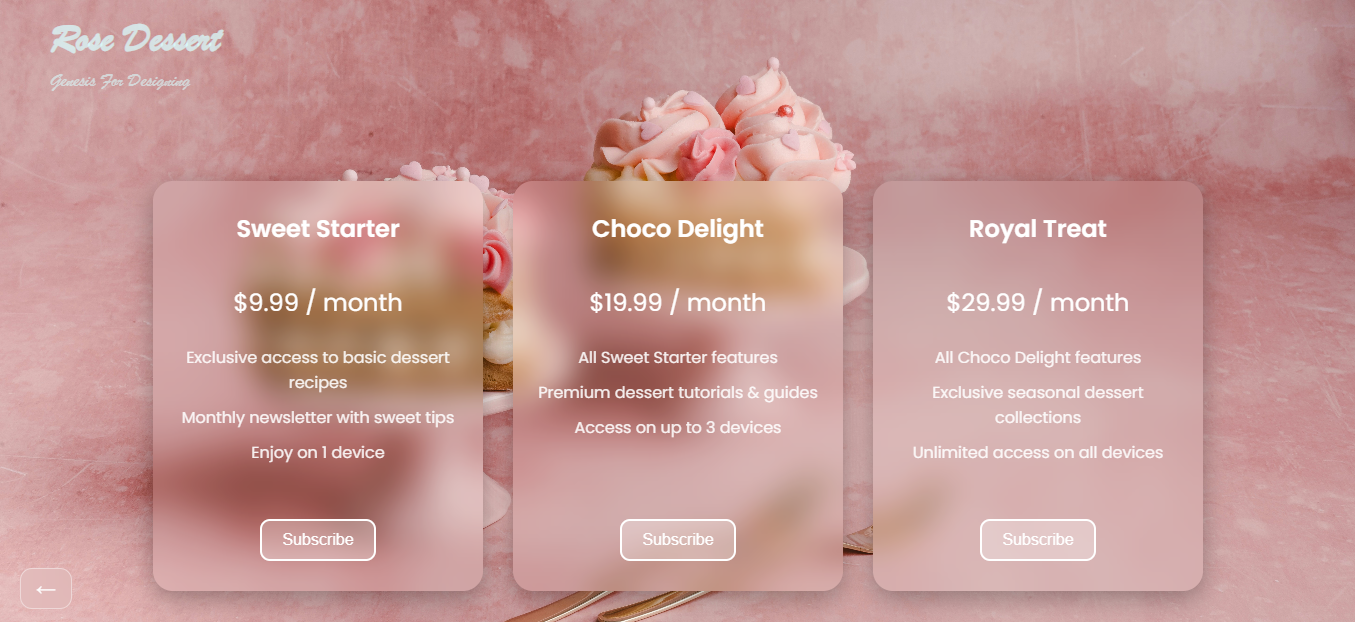 Rose Dessert
Genesis For Designing
Sweet Starter
$9.99 / month
Exclusive access to basic dessert
recipes
Monthly newsletter with sweet tips
Enjoy on 1 device
Subscribe
Choco Delight
$19.99 / month
All Sweet Starter features
Premium dessert tutorials & guides
Access on up to 3 devices
Subscribe
Royal Treat
$29.99 / month
All Choco Delight features
Exclusive seasonal dessert
collections
Unlimited access on all devices
Subscribe
←